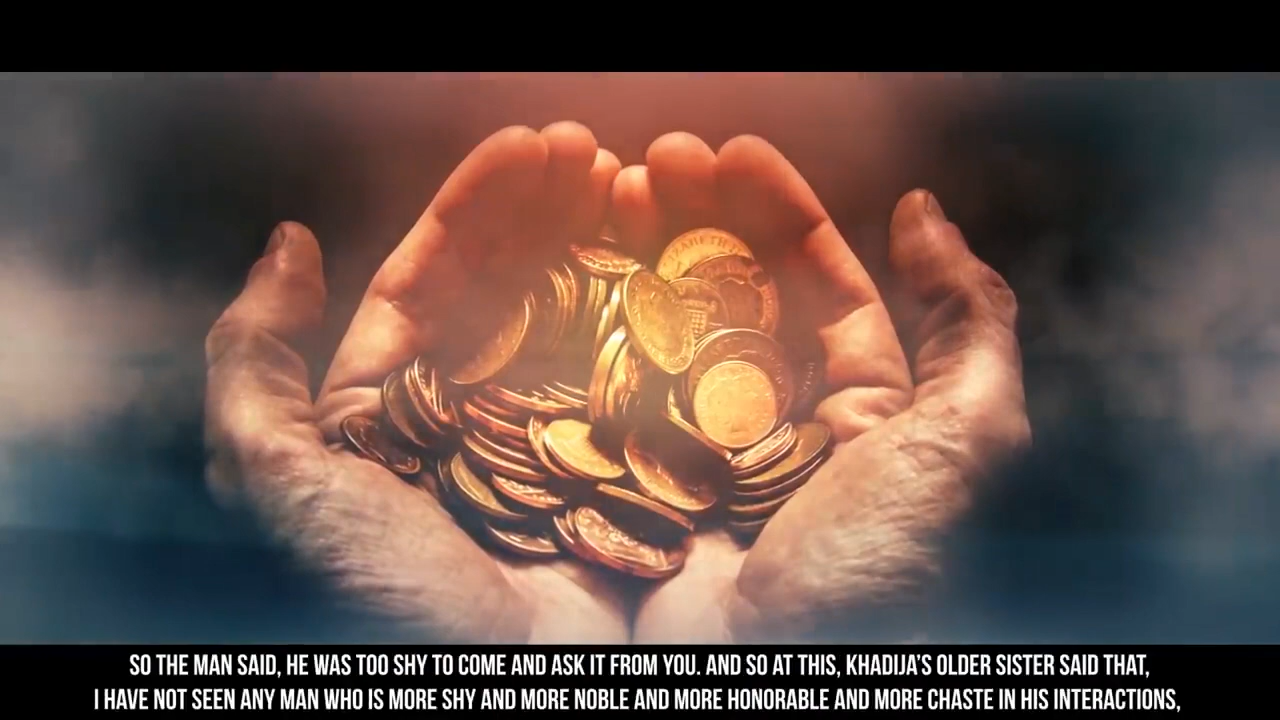 IZABETH II
SO THE MAN SAID, HE WAS TOO SHY TO COME AND ASK IT FROM YOU. AND SO AT THIS, KHADIJA'S OLDER SISTER SAID THAT,
I HAVE NOT SEEN ANY MAN WHO IS MORE SHY AND MORE NOBLE AND MORE HONORABLE AND MORE CHASTE IN HIS INTERACTIONS,